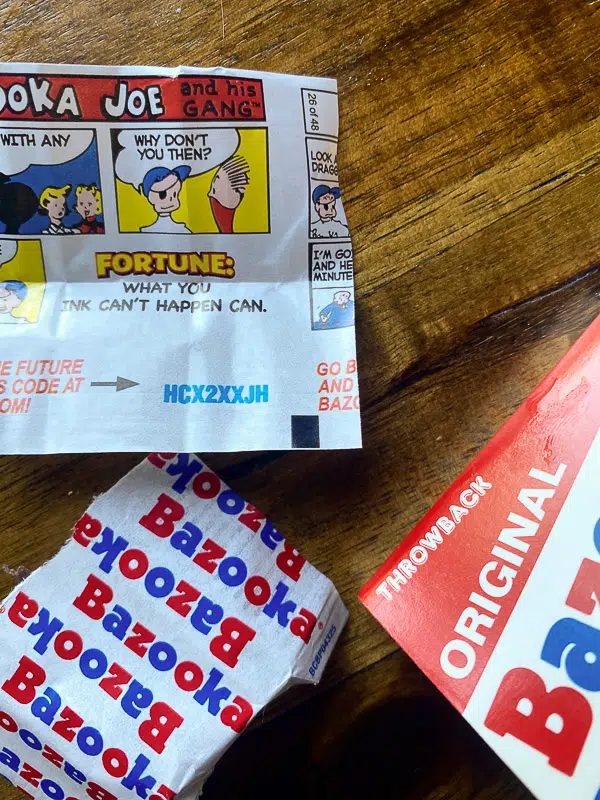 OOKA JOE and his
GANG™
WITH ANY
WHY DON'T
YOU THEN?
FORTUNE:
WHAT YOU
INK CAN'T HAPPEN CAN.
E FUTURE
S CODE AT
OM!
HCX2XXJH
26 of 48
LOOK A
DRAG
I'M GO
AND HE
MINUTE
GO B
AND
BAZO
Bazooka
Bazooka
Bazooka
Bazooka
Bazooka
Bazooka
THROWBACK
ORIGINAL
Baz